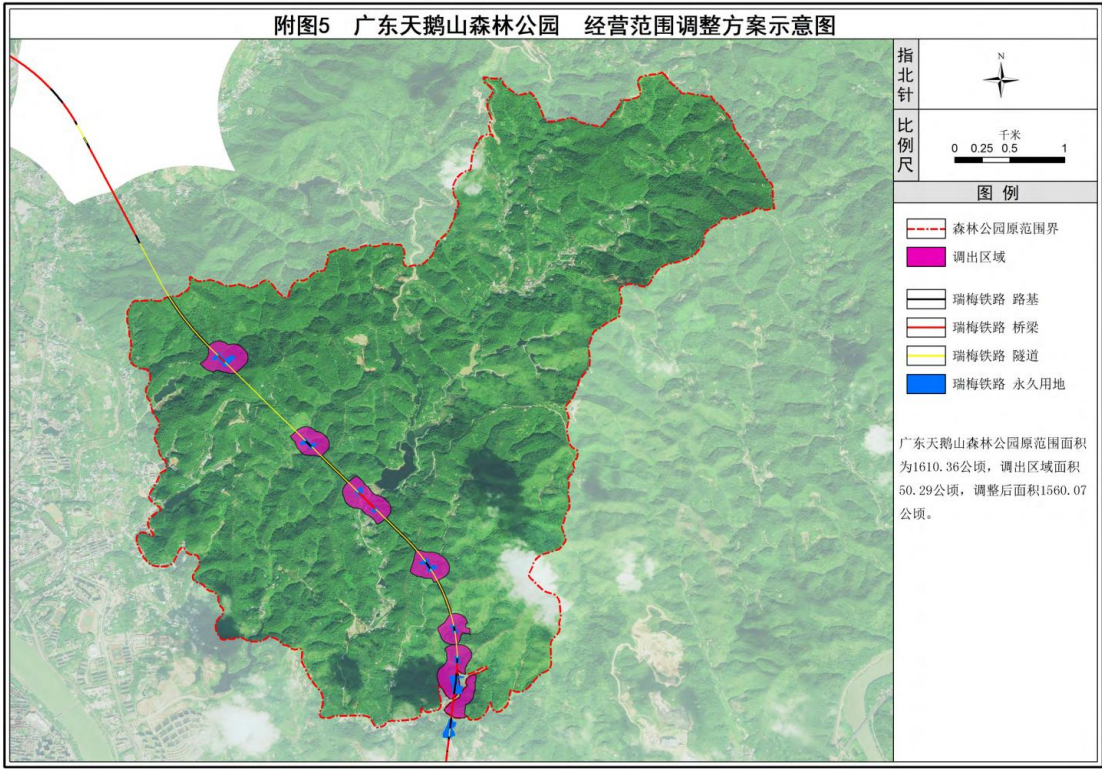 附图5 广东天鹅山森林公园 经营范围调整方案示意图
指北针
N
比例尺
千米
0 0.25 0.5 1
图 例
森林公园原范围界
调出区域
瑞梅铁路 路基
瑞梅铁路 桥梁
瑞梅铁路 隧道
瑞梅铁路 永久用地
广东天鹅山森林公园原范围面积
为1610.36公顷，调出区域面积
50.29公顷，调整后面积1560.07
公顷。